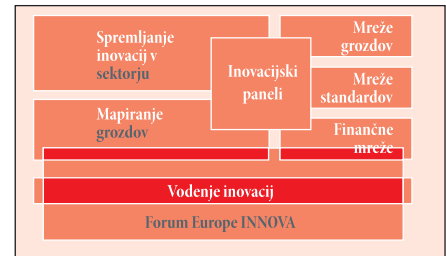 Spremljanje
inovacij v
sektorju
Mapiranje
grozdov
Inovacijski
paneli
Mreže
grozdov
Mreže
standardov
Finančne
mreže
Vodenje inovacij
Forum Europe INNOVA